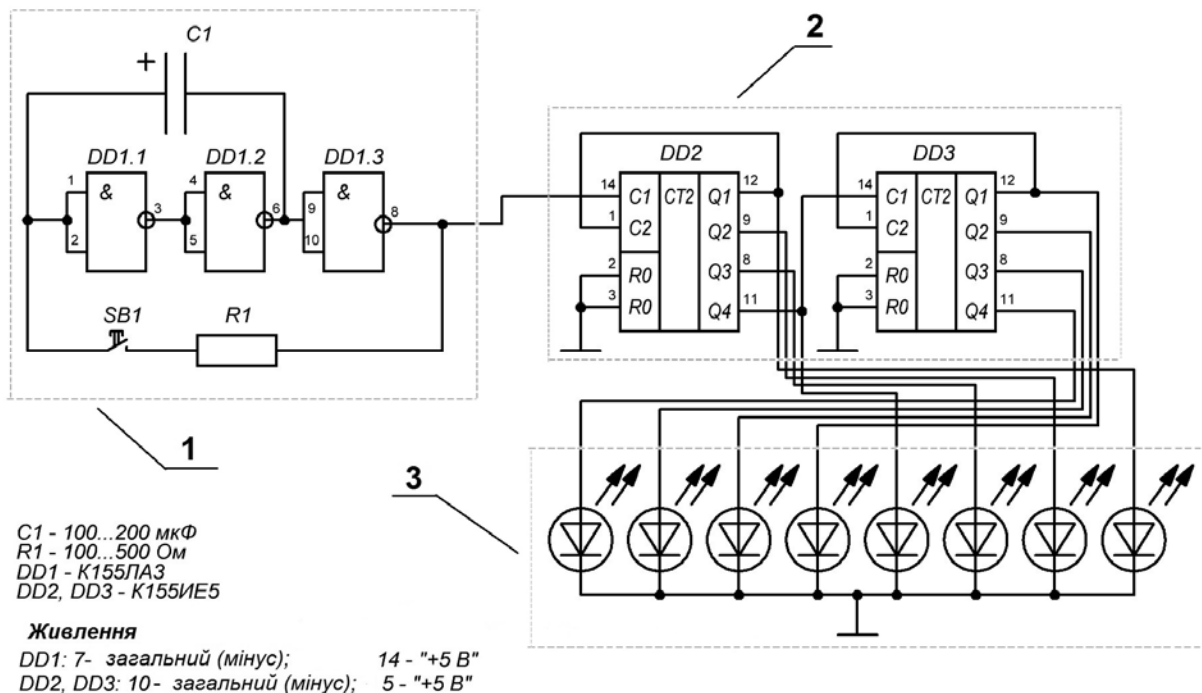 C1
+
DD1.1
DD1.2
DD1.3
1
2
&
3
4
5
&
6
9
10
&
8
SB1
R1
1
2
DD2
14
1
2
3
C1
C2
R0
R0
CT2
Q1
Q2
Q3
Q4
12
9
8
11
DD3
14
1
2
3
C1
C2
R0
R0
CT2
Q1
Q2
Q3
Q4
12
9
8
11
3
C1 - 100...200 мкФ
R1 - 100...500 Ом
DD1 - К155ЛА3
DD2, DD3 - К155ИЕ5
Живлення
DD1: 7- загальний (мінус); 14 - "+5 В"
DD2, DD3: 10- загальний (мінус); 5 - "+5 В"